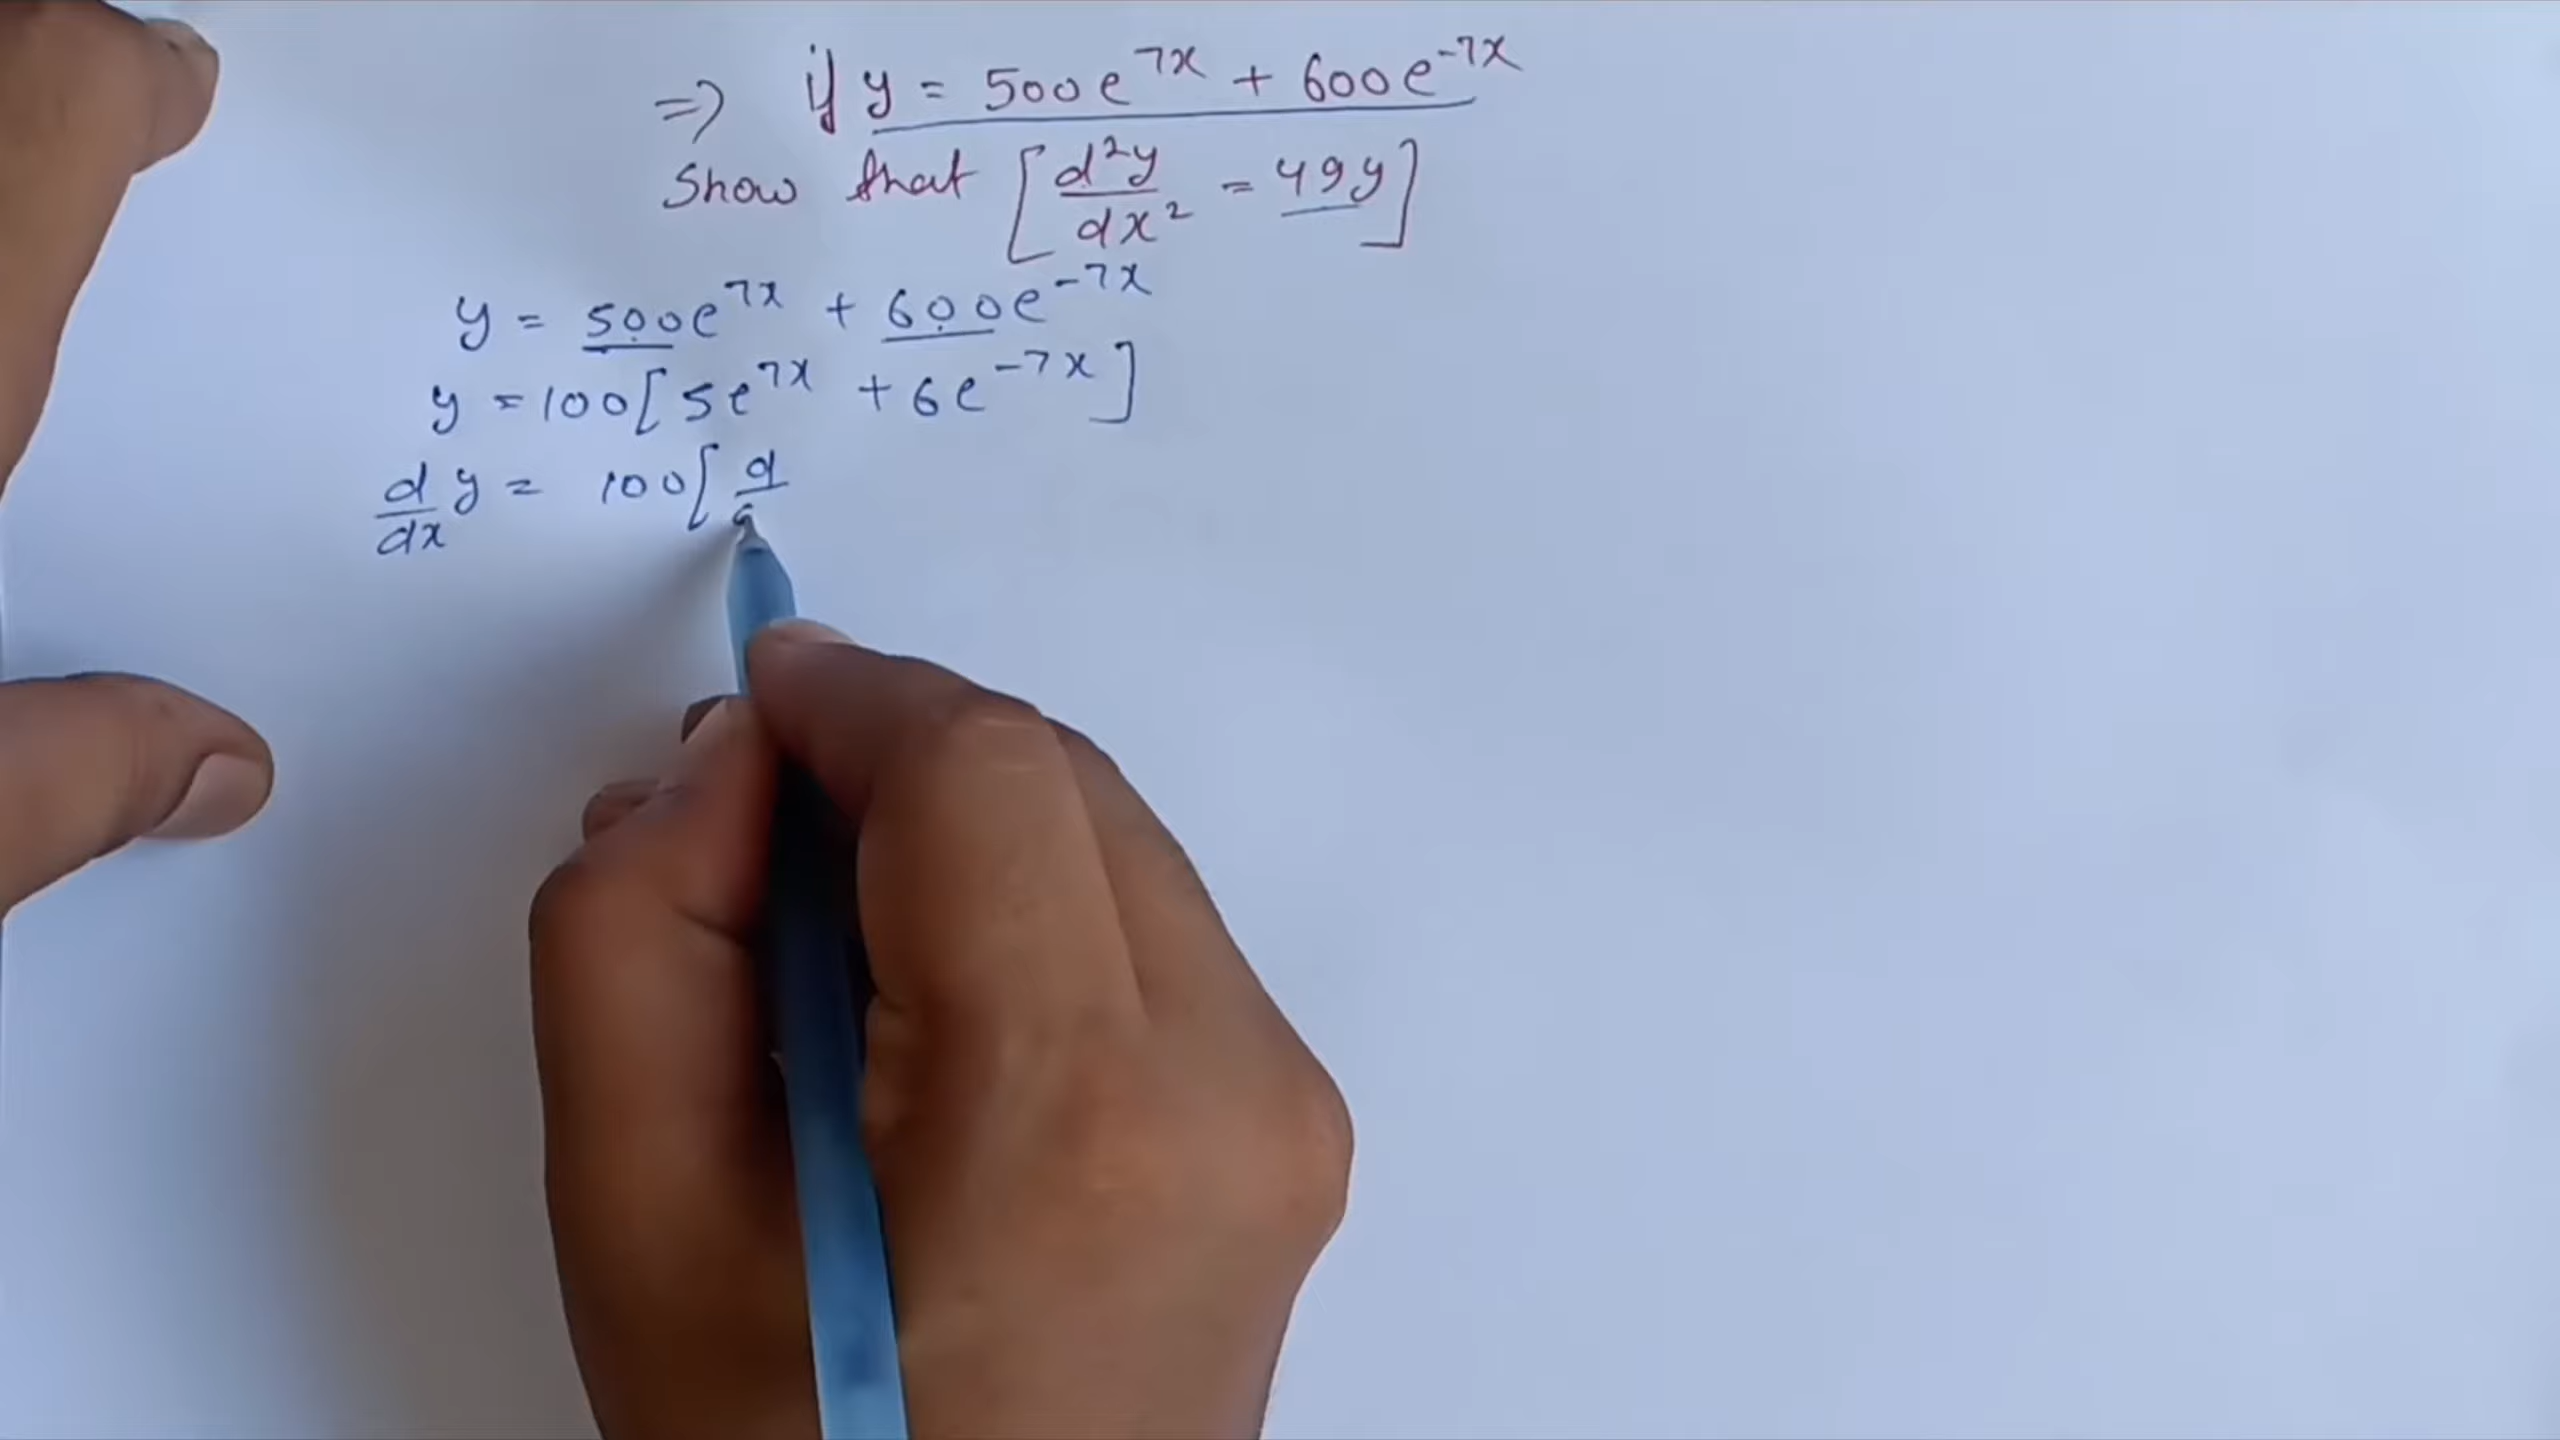 => if y = 500e^7x + 600e^-7x
Show that [d²y/dx² = 49y]
y = 500e^7x + 600e^-7x
y = 100[5e^7x + 6e^-7x]
d/dx y = 100[d/